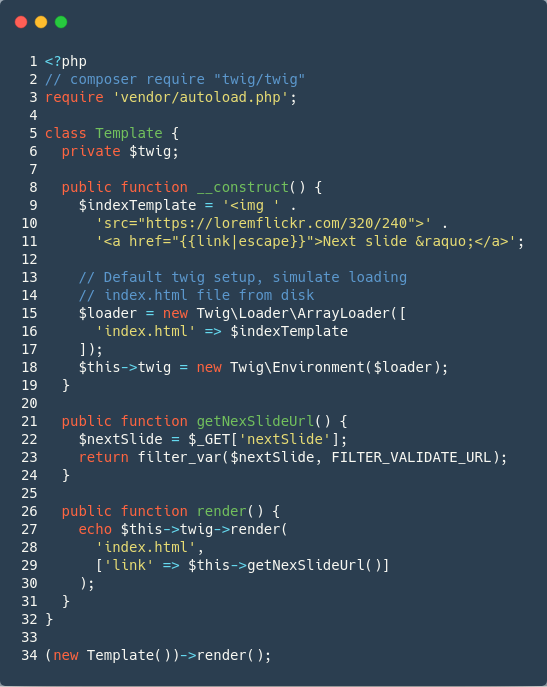 1 <?php
2 // composer require "twig/twig"
3 require 'vendor/autoload.php';
4
5 class Template {
6   private $twig;
7
8   public function __construct() {
9     $indexTemplate = '<img ' .
10       'src="https://loremflickr.com/320/240">' .
11       '<a href="{{link|escape}}">Next slide &raquo;</a>';
12
13     // Default twig setup, simulate loading
14     // index.html file from disk
15     $loader = new Twig\Loader\ArrayLoader([
16       'index.html' => $indexTemplate
17     ]);
18     $this->twig = new Twig\Environment($loader);
19   }
20
21   public function getNexSlideUrl() {
22     $nextSlide = $_GET['nextSlide'];
23     return filter_var($nextSlide, FILTER_VALIDATE_URL);
24   }
25
26   public function render() {
27     echo $this->twig->render(
28       'index.html',
29       ['link' => $this->getNexSlideUrl()]
30     );
31   }
32 }
33
34 (new Template())->render();